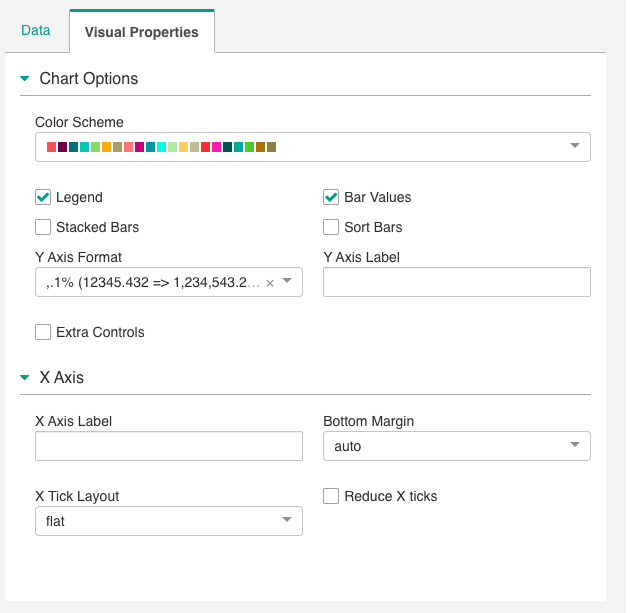 Data
Visual Properties
Chart Options
Color Scheme
Legend
Bar Values
Stacked Bars
Sort Bars
Y Axis Format
Y Axis Label
,.1% (12345.432 => 1,234,543.2... ×
Extra Controls
X Axis
X Axis Label
Bottom Margin
auto
X Tick Layout
Reduce X ticks
flat